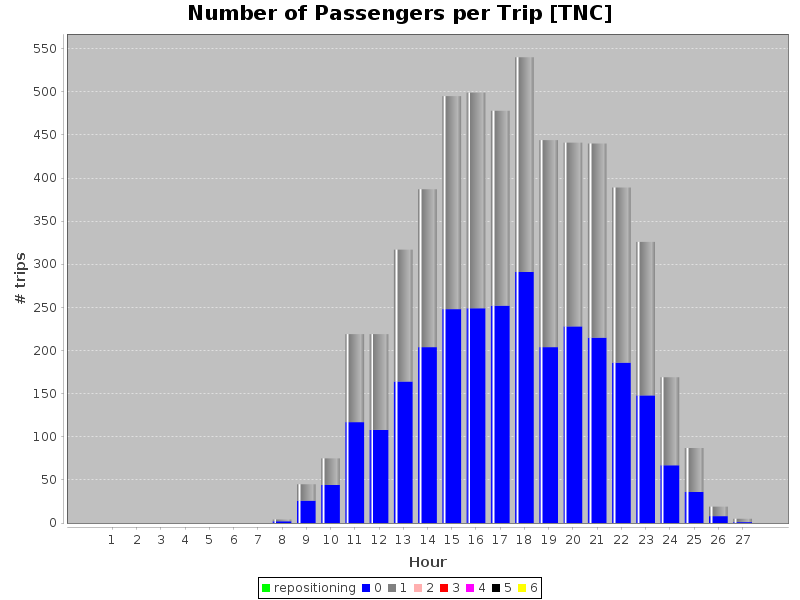 Number of Passengers per Trip [TNC]
550
500
450
400
350
300
250
200
150
100
50
0
# trips
1 2 3 4 5 6 7 8 9 10 11 12 13 14 15 16 17 18 19 20 21 22 23 24 25 26 27
Hour
repositioning 0 1 2 3 4 5 6